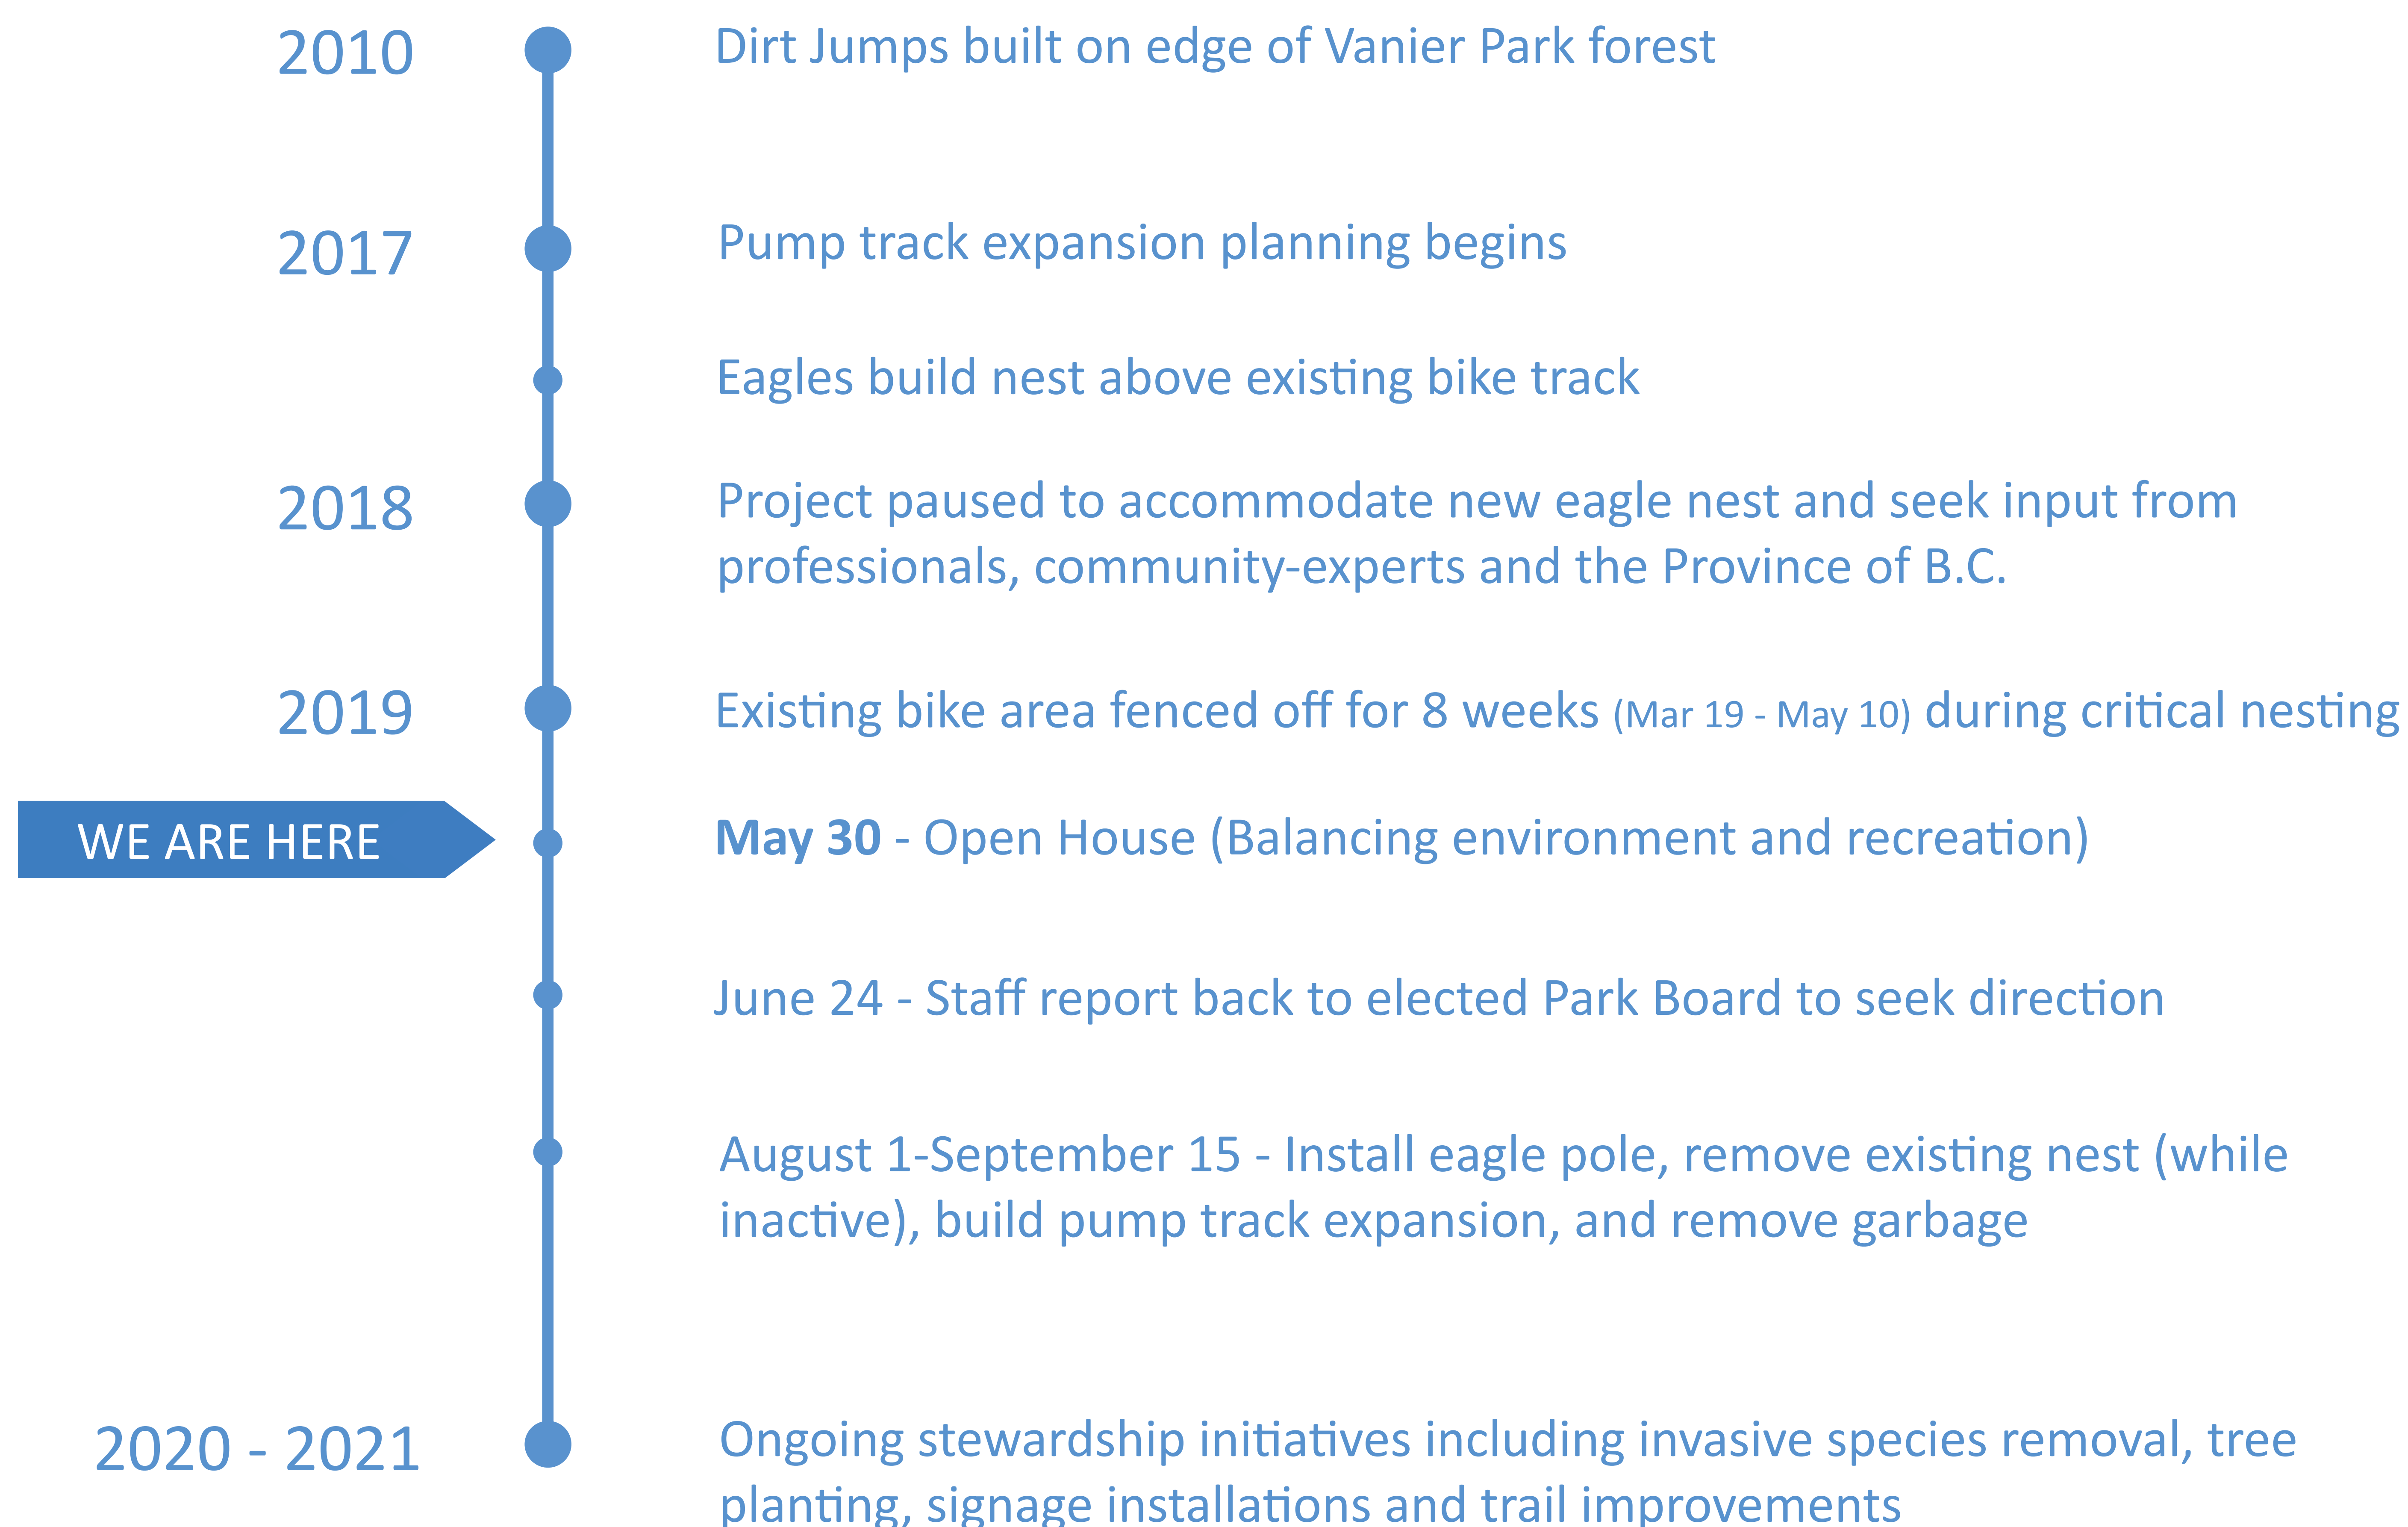 2010
Dirt Jumps built on edge of Vanier Park forest
2017
Pump track expansion planning begins
Eagles build nest above existing bike track
2018
Project paused to accommodate new eagle nest and seek input from
professionals, community-experts and the Province of B.C.
2019
Existing bike area fenced off for 8 weeks (Mar 19 - May 10) during critical nesting
WE ARE HERE
May 30 - Open House (Balancing environment and recreation)
June 24 - Staff report back to elected Park Board to seek direction
August 1-September 15 - Install eagle pole, remove existing nest (while
inactive), build pump track expansion, and remove garbage
2020 - 2021
Ongoing stewardship initiatives including invasive species removal, tree
planting, signage installations and trail improvements